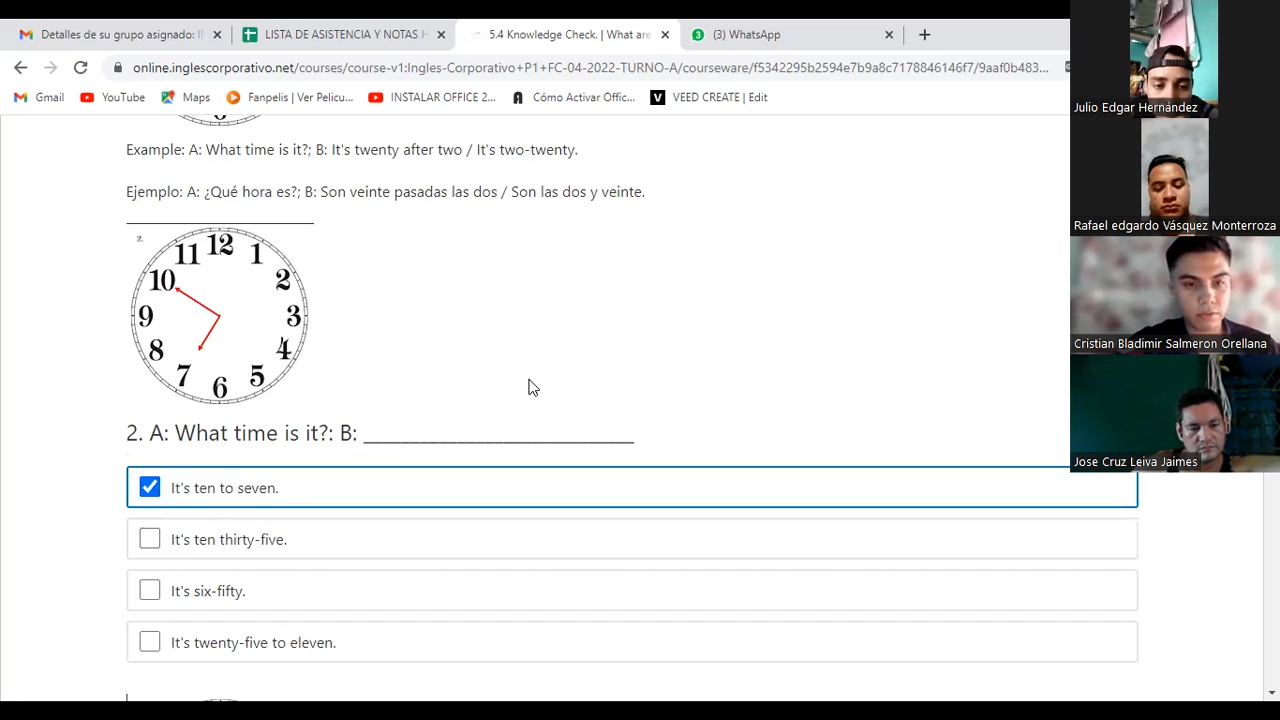 Detalles de su grupo asignado: I
LISTA DE ASISTENCIA Y NOTAS H
5.4 Knowledge Check. | What are
(3) WhatsApp
online.inglescorporativo.net/courses/course-v1:Ingles-Corporativo+P1+FC-04-2022-TURNO-A/courseware/f5342295b2594e7b9a8c717b846146f7/9aaf0b483...
Gmail
YouTube
Maps
Fanpelis | Ver Pelicu...
INSTALAR OFFICE 2...
Cómo Activar Offic...
VEED CREATE | Edit
Example: A: What time is it?; B: It's twenty after two / It's two-twenty.
Ejemplo: A: ¿Qué hora es?; B: Son veinte pasadas las dos / Son las dos y veinte.
2.
12
11 1
10 2
9 3
8 4
7 5
6
2. A: What time is it?: B: ___________________________
It's ten to seven.
It's ten thirty-five.
It's six-fifty.
It's twenty-five to eleven.
Julio Edgar Hernández
Rafael edgardo Vásquez Monterroza
Cristian Bladimir Salmeron Orellana
Jose Cruz Leiva Jaimes